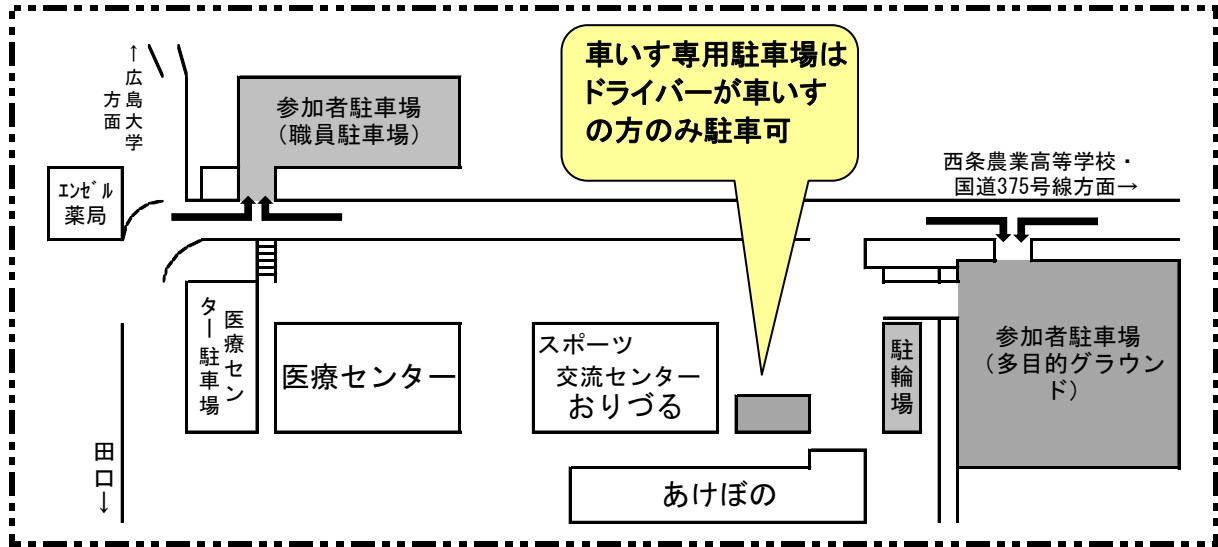 ↑広島大学
方面
参加者駐車場
（職員駐車場）
車いす専用駐車場は
ドライバーが車いす
の方のみ駐車可
西条農業高等学校・
国道375号線方面→
ｴﾝｾﾞﾙ
薬局
医療セン
ター駐車場
医療センター
スポーツ
交流センター
おりづる
駐輪場
参加者駐車場
（多目的グラウン
ド）
田口→
あけぼの